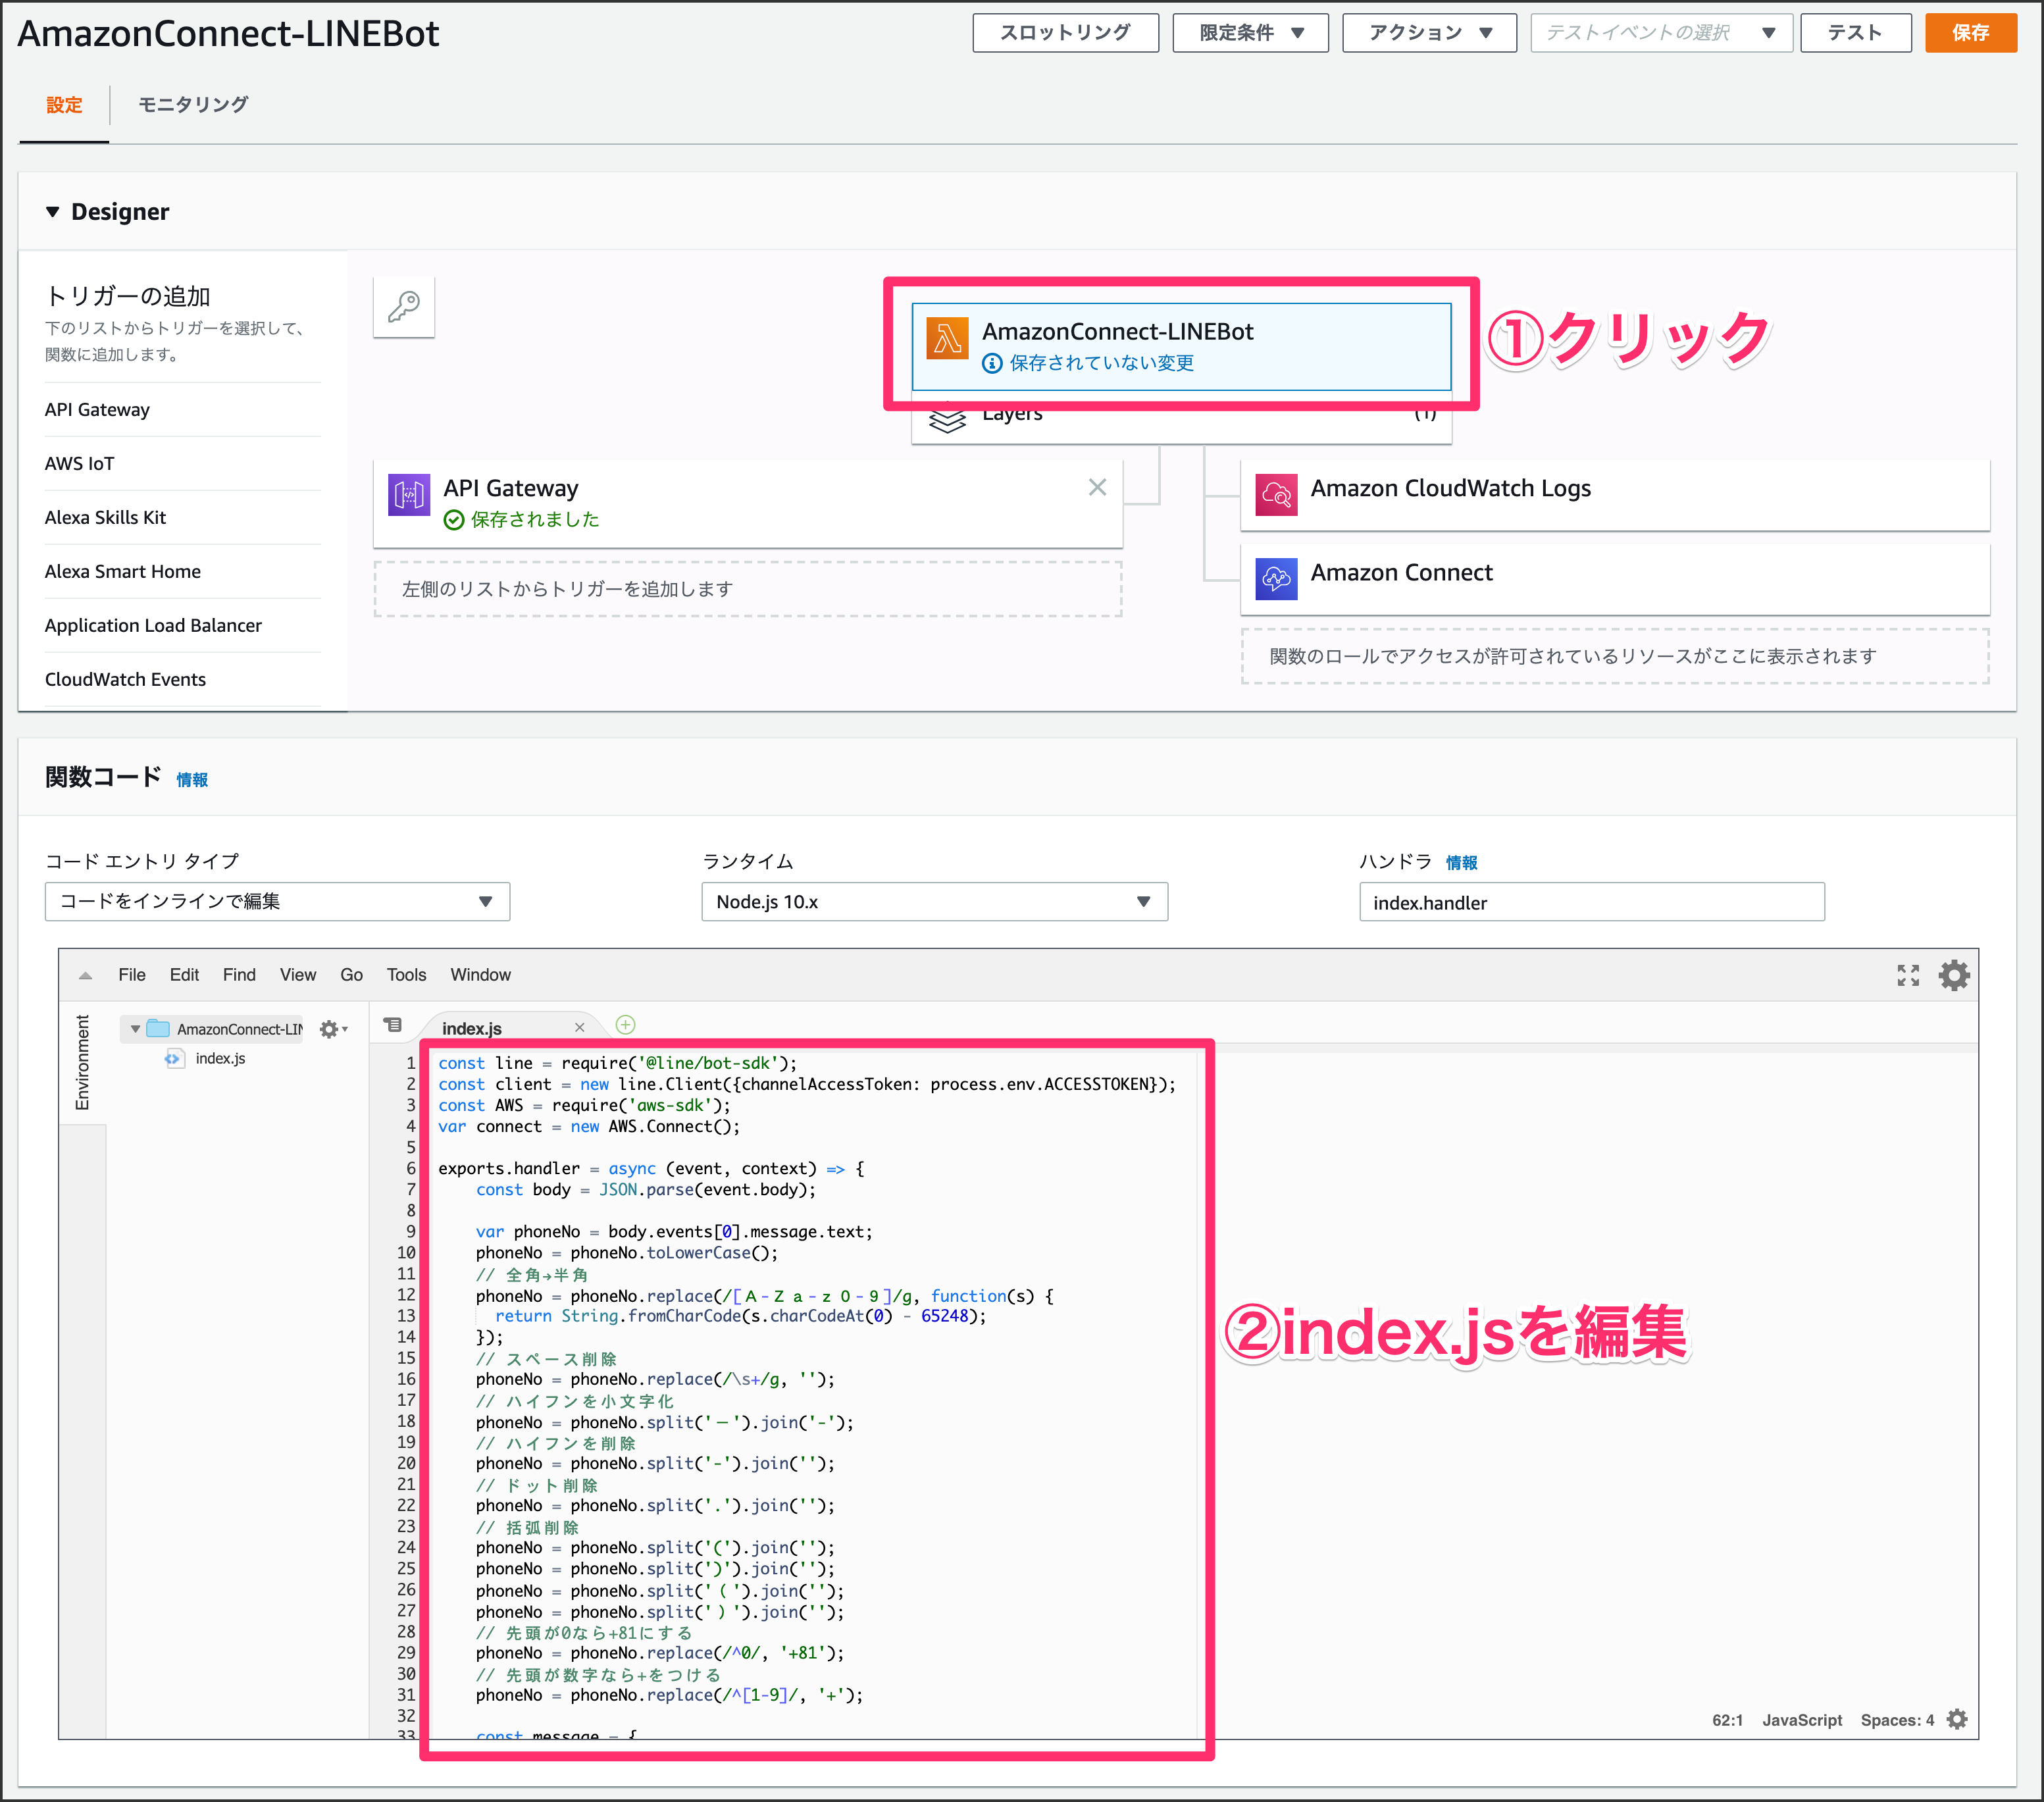 AmazonConnect-LINEBot
スロットリング
限定条件
アクション
テストイベントの選択
テスト
保存
設定
モニタリング
Designer
トリガーの追加
下のリストからトリガーを選択して、
関数に追加します。
API Gateway
AWS IoT
Alexa Skills Kit
Alexa Smart Home
Application Load Balancer
CloudWatch Events
AmazonConnect-LINEBot
保存されていない変更
①クリック
Layers
(1)
API Gateway
保存されました
左側のリストからトリガーを追加します
Amazon CloudWatch Logs
Amazon Connect
関数のロールでアクセスが許可されているリソースがここに表示されます
関数コード 情報
コード エントリ タイプ
コードをインラインで編集
ランタイム
Node.js 10.x
ハンドラ 情報
index.handler
File Edit Find View Go Tools Window
Environment
AmazonConnect-LIN
index.js
index.js
1 const line = require('@line/bot-sdk');
2 const client = new line.Client({channelAccessToken: process.env.ACCESSTOKEN});
3 const AWS = require('aws-sdk');
4 var connect = new AWS.Connect();
5
6 exports.handler = async (event, context) => {
7     const body = JSON.parse(event.body);
8
9     var phoneNo = body.events[0].message.text;
10     phoneNo = phoneNo.toLowerCase();
11     // 全角→半角
12     phoneNo = phoneNo.replace(/[Ａ-Ｚａ-ｚ０-９]/g, function(s) {
13       return String.fromCharCode(s.charCodeAt(0) - 65248);
14     });
15     // スペース削除
16     phoneNo = phoneNo.replace(/\s+/g, '');
17     // ハイフンを小文字化
18     phoneNo = phoneNo.split('ー').join('-');
19     // ハイフンを削除
20     phoneNo = phoneNo.split('-').join('');
21     // ドット削除
22     phoneNo = phoneNo.split('.').join('');
23     // 括弧削除
24     phoneNo = phoneNo.split('(').join('');
25     phoneNo = phoneNo.split(')').join('');
26     phoneNo = phoneNo.split('（').join('');
27     phoneNo = phoneNo.split('）').join('');
28     // 先頭が0なら+81にする
29     phoneNo = phoneNo.replace(/^0/, '+81');
30     // 先頭が数字なら+をつける
31     phoneNo = phoneNo.replace(/^[1-9]/, '+');
32
33     const message = {
②index.jsを編集
62:1 JavaScript Spaces: 4